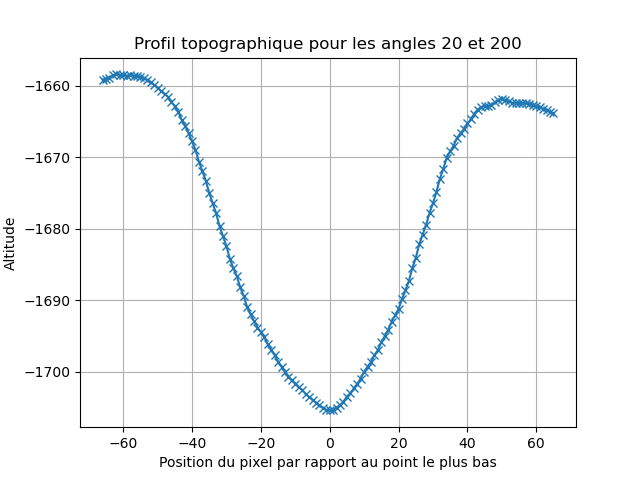 Profil topographique pour les angles 20 et 200
−1660
−1670
−1680
−1690
−1700
Altitude
−60 −40 −20 0 20 40 60
Position du pixel par rapport au point le plus bas